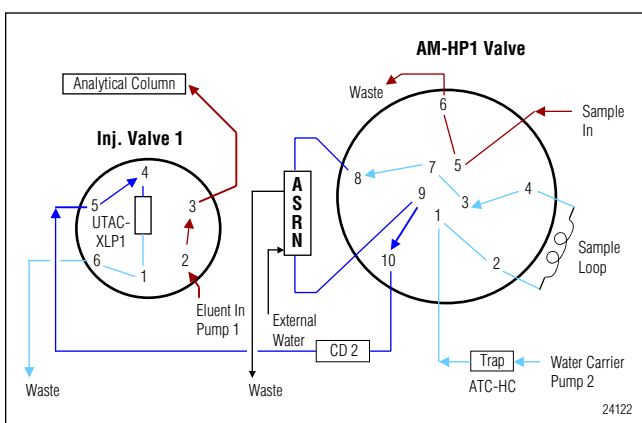 AM-HP1 Valve
Analytical Column
Waste
6
Sample
In
Inj. Valve 1
4
5
3
UTAC-
XLP1
6
2
1
Eluent In
Pump 1
ASRN
8
7
5
9
3
4
1
10
2
Sample
Loop
External
Water
CD 2
Trap
ATC-HC
Water Carrier
Pump 2
Waste
Waste
24122